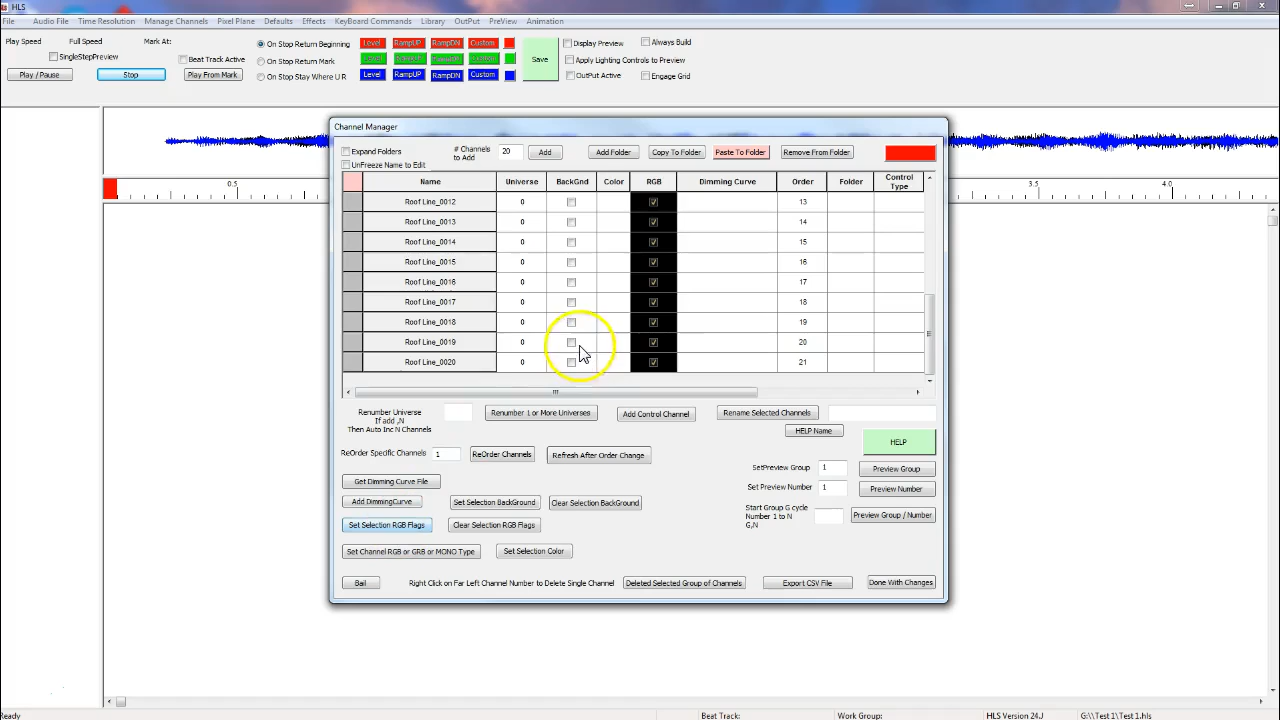 HLS
File Audio File Time Resolution Manage Channels Pixel Plane Defaults Effects KeyBoard Commands Library OutPut PreView Animation
Play Speed Full Speed Mark At:
SingleStepPreview
Beat Track Active
Play / Pause Stop Play From Mark
On Stop Return Beginning
On Stop Return Mark
On Stop Stay Where U R
Level RampUP RampDN Custom
Level RampUP RampDN Custom
Save
Display Preview Always Build
Apply Lighting Controls to Preview
OutPut Active Engage Grid
0.5 3.5 4.0
Channel Manager
Expand Folders
UnFreeze Name to Edit
# Channels
to Add
20 Add Add Folder Copy To Folder Paste To Folder Remove From Folder
Name Universe BackGnd Color RGB Dimming Curve Order Folder Control
Type
Roof Line_0012 0 13
Roof Line_0013 0 14
Roof Line_0014 0 15
Roof Line_0015 0 16
Roof Line_0016 0 17
Roof Line_0017 0 18
Roof Line_0018 0 19
Roof Line_0019 0 20
Roof Line_0020 0 21
Renumber Universe
If add ,N
Then Auto Inc N Channels
Renumber 1 or More Universes Add Control Channel Rename Selected Channels
HELP Name
HELP
ReOrder Specific Channels 1 ReOrder Channels Refresh After Order Change
SetPreview Group 1 Preview Group
Get Dimming Curve File
Set Preview Number 1 Preview Number
Add DimmingCurve Set Selection BackGround Clear Selection BackGround
Start Group G cycle
Number 1 to N
G,N
Preview Group / Number
Set Selection RGB Flags Clear Selection RGB Flags
Set Channel RGB or GRB or MONO Type Set Selection Color
Bail Right Click on Far Left Channel Number to Delete Single Channel Deleted Selected Group of Channels Export CSV File Done With Changes
Ready Beat Track: Work Group: HLS Version 24.J G:\\Test 1\Test 1.hls